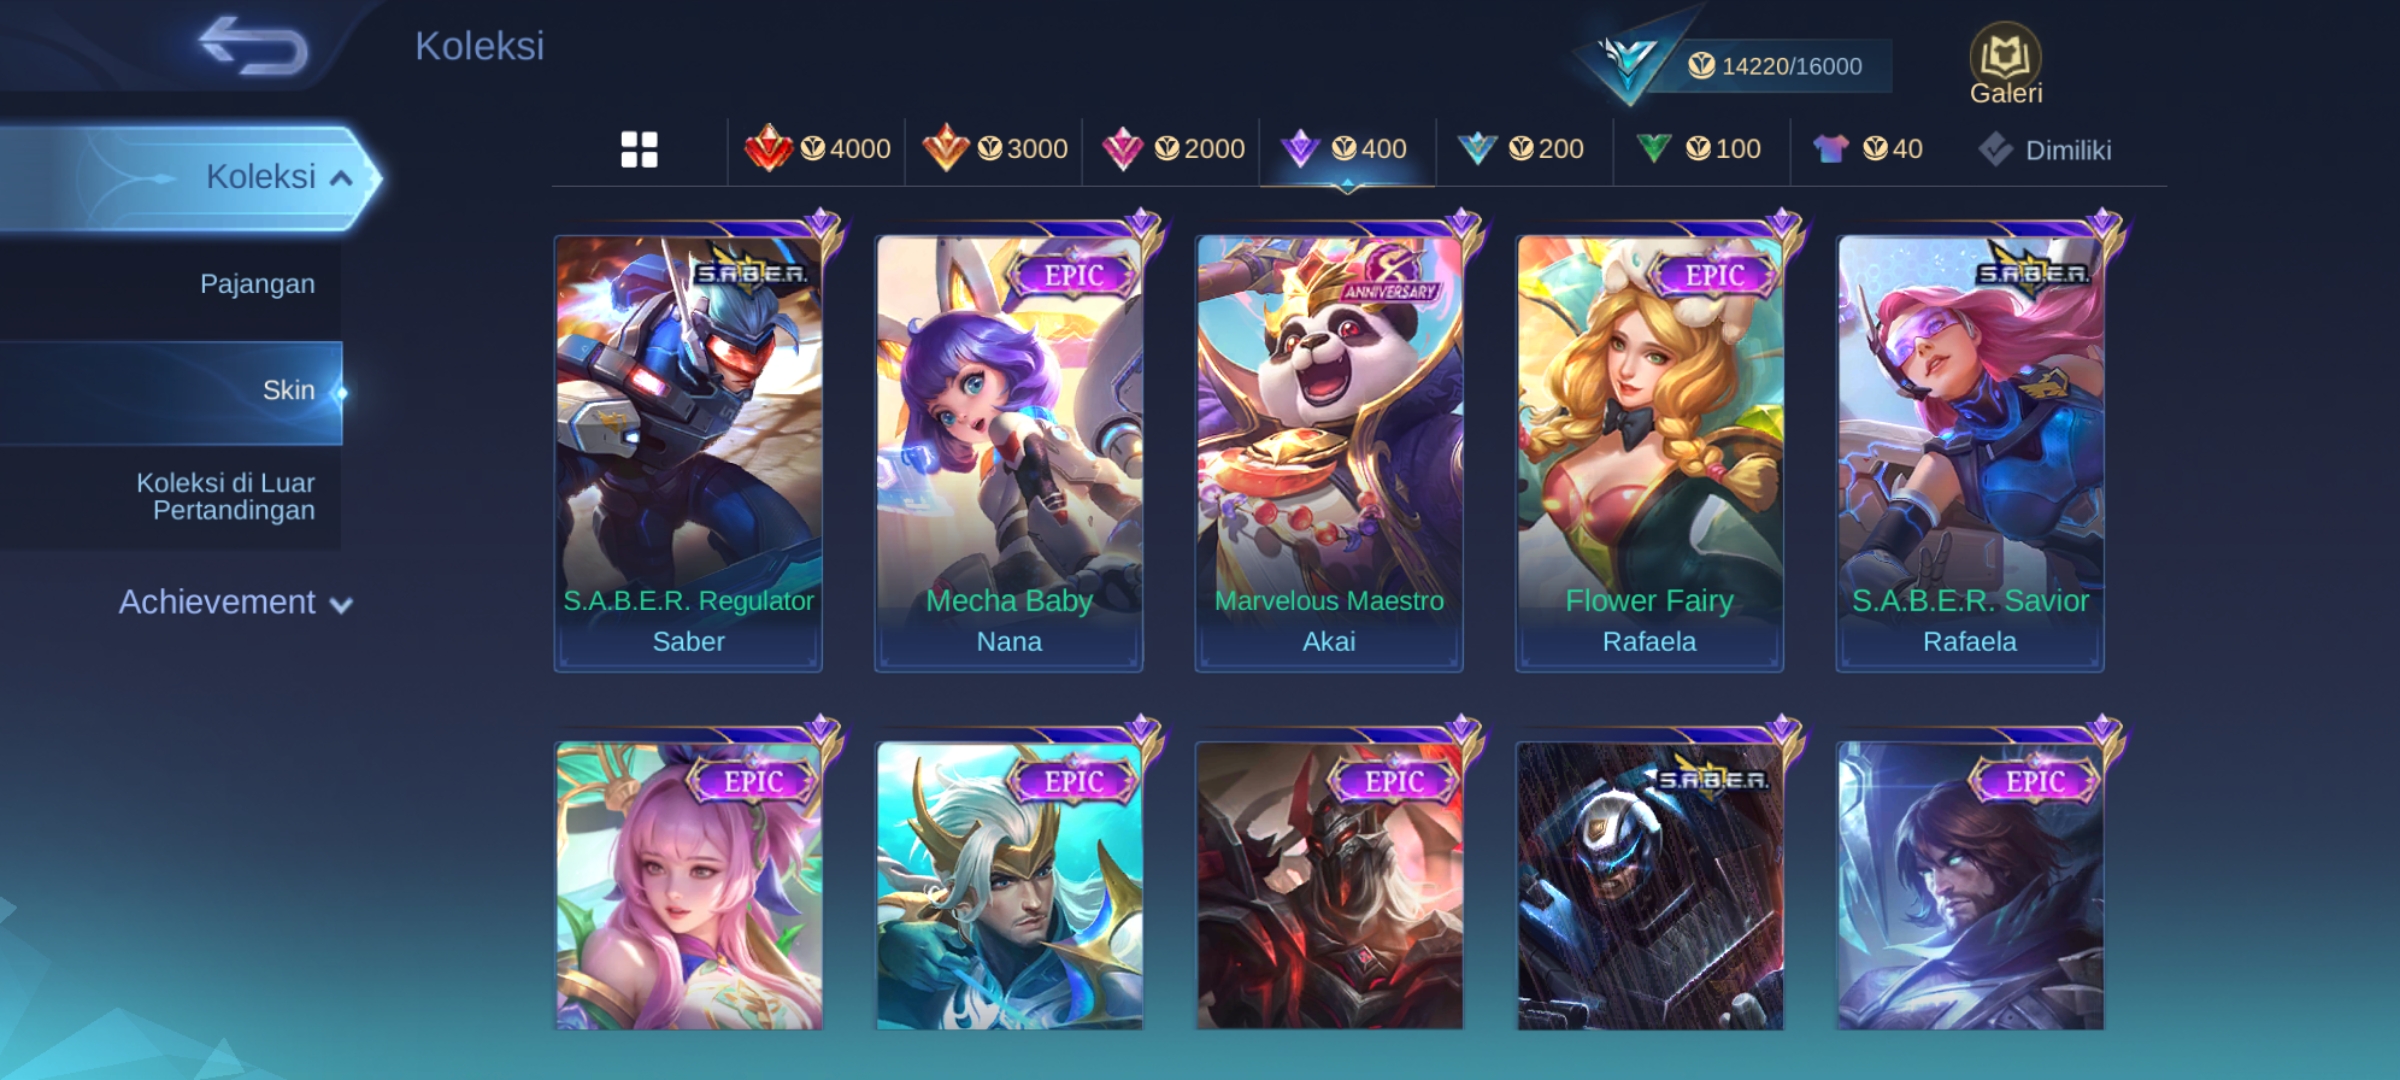 Koleksi
14220/16000
Galeri
4000
3000
2000
400
200
100
40
Dimiliki
Koleksi
Pajangan
Skin
Koleksi di Luar
Pertandingan
Achievement
S.A.B.E.R.
EPIC
ANNIVERSARY
EPIC
S.A.B.E.R.
S.A.B.E.R. Regulator
Saber
Mecha Baby
Nana
Marvelous Maestro
Akai
Flower Fairy
Rafaela
S.A.B.E.R. Savior
Rafaela
EPIC
EPIC
EPIC
S.A.B.E.R.
EPIC